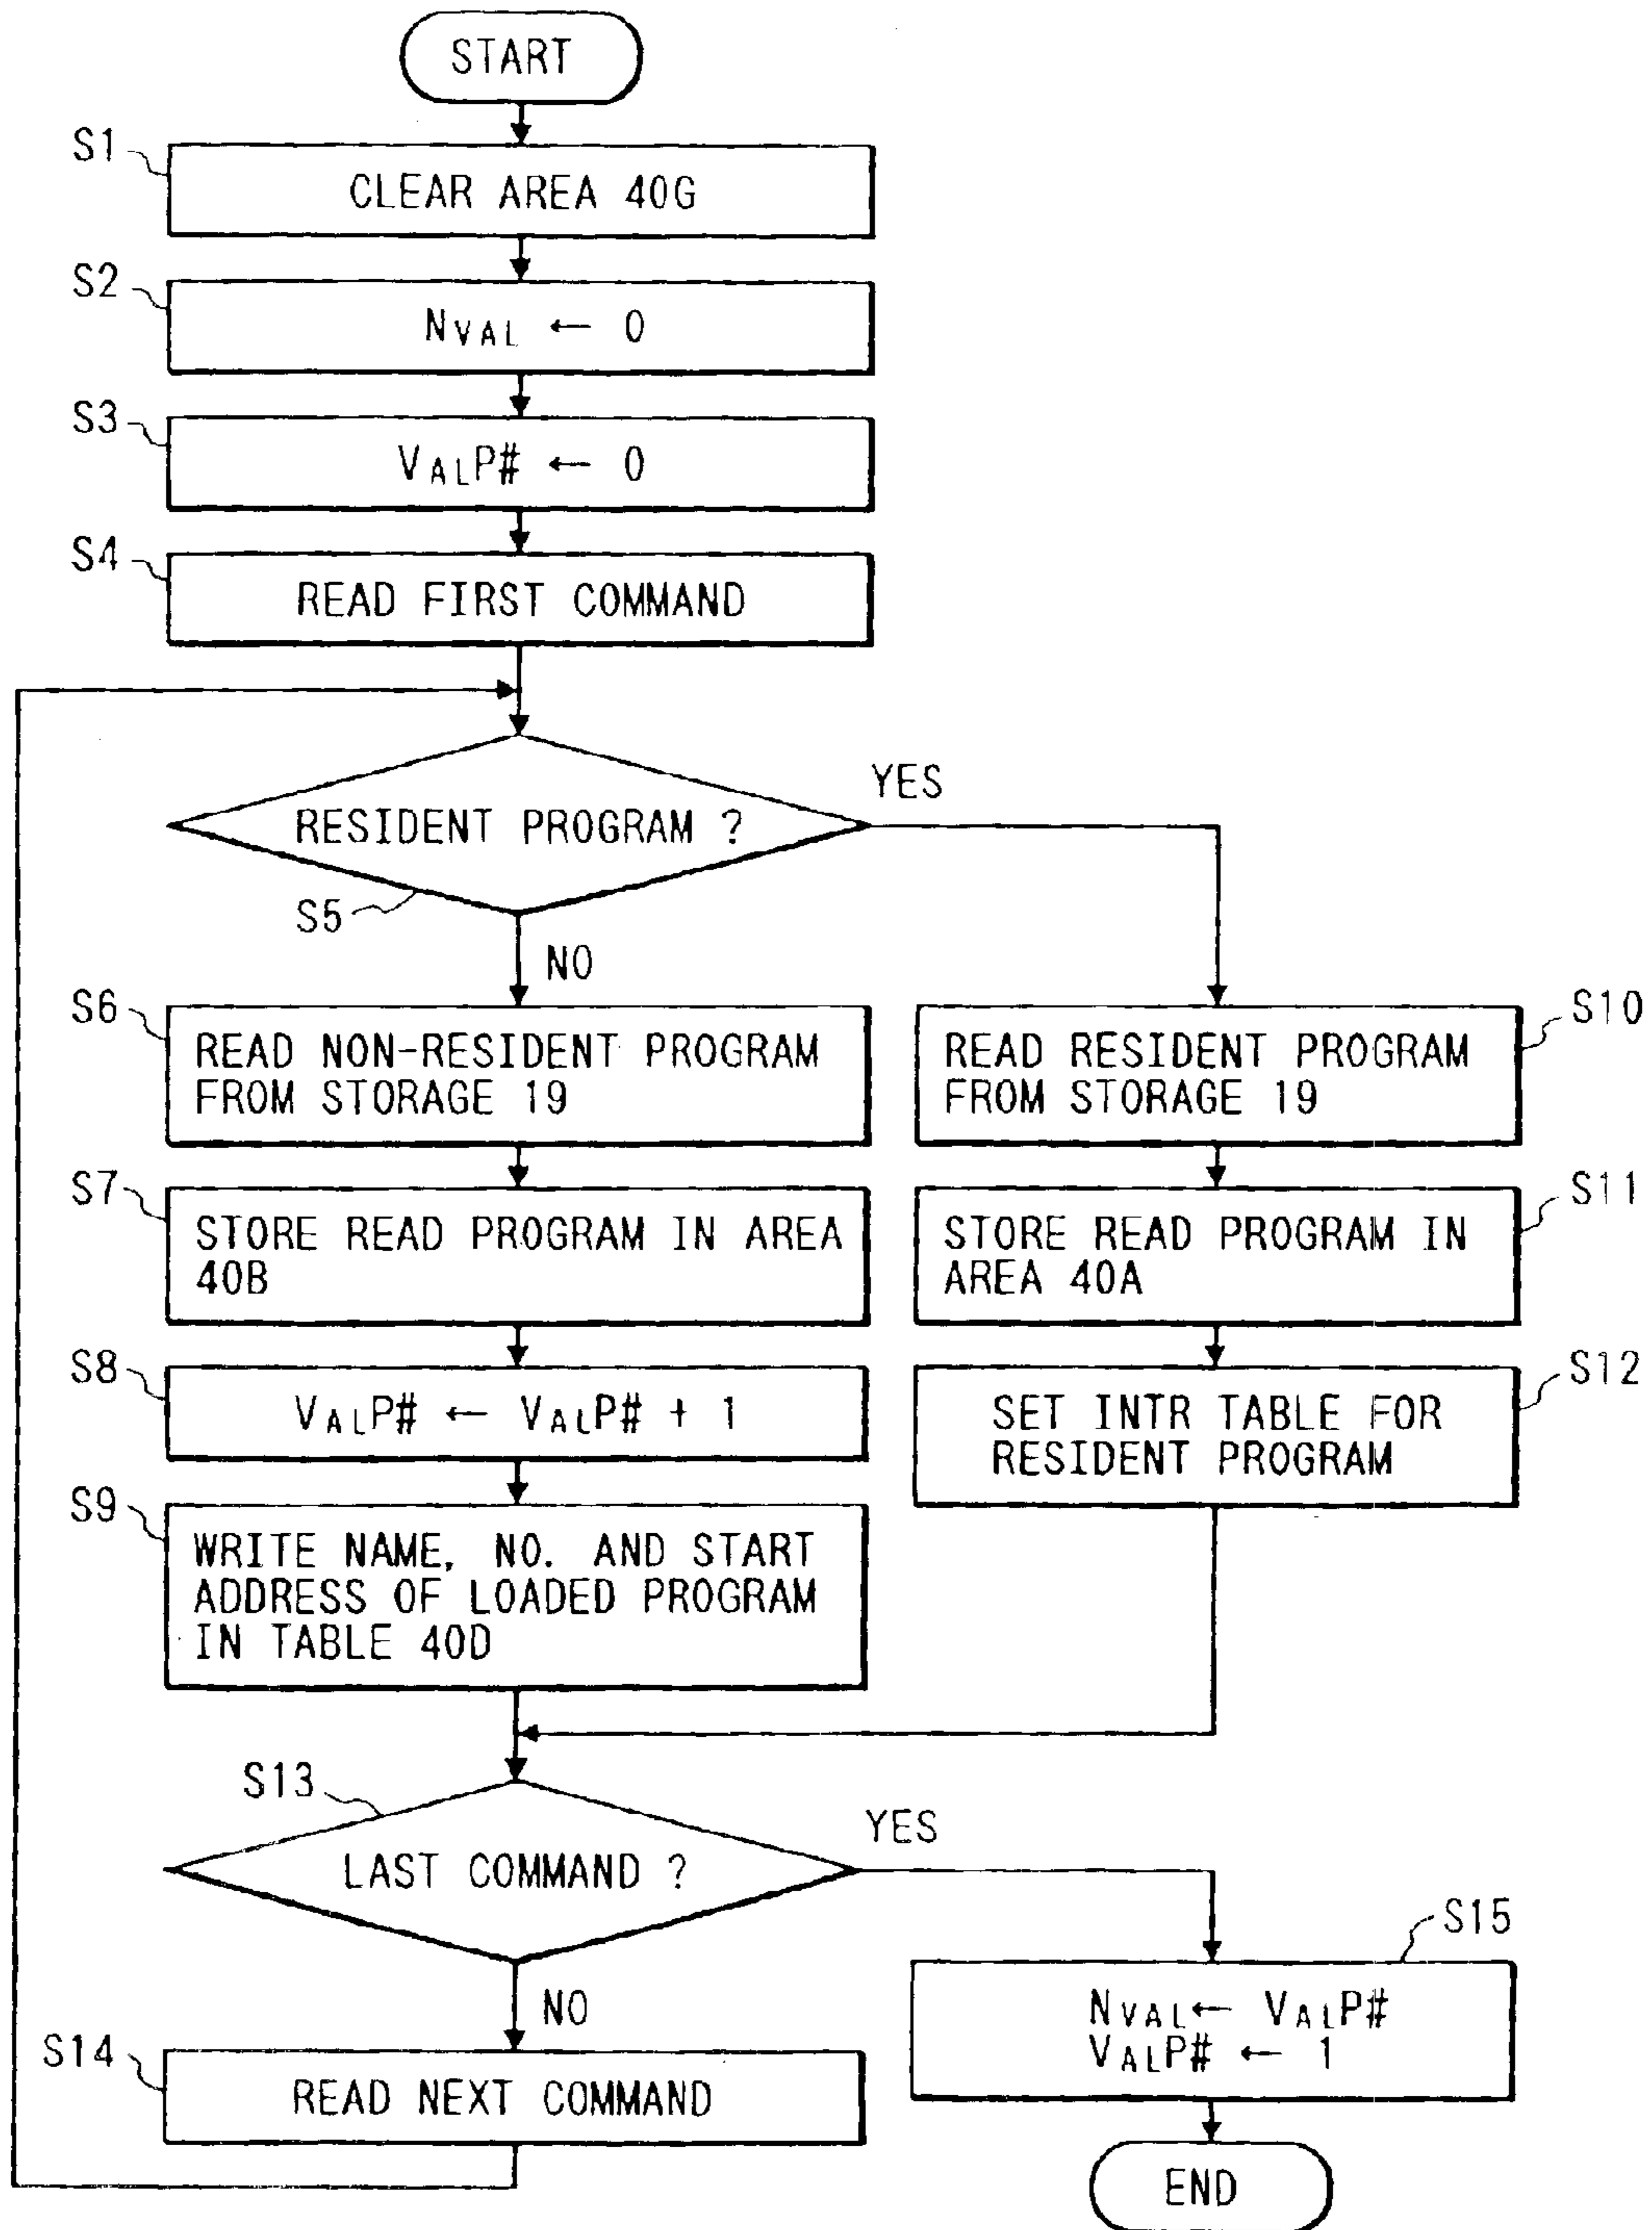 START
S1
CLEAR AREA 40G
S2
NVAL ← 0
S3
VALP# ← 0
S4
READ FIRST COMMAND
RESIDENT PROGRAM ?
YES
S5
NO
S6
READ NON-RESIDENT PROGRAM
FROM STORAGE 19
S10
READ RESIDENT PROGRAM
FROM STORAGE 19
S7
STORE READ PROGRAM IN AREA
40B
S11
STORE READ PROGRAM IN
AREA 40A
S8
VALP# ← VALP# + 1
S12
SET INTR TABLE FOR
RESIDENT PROGRAM
S9
WRITE NAME, NO. AND START
ADDRESS OF LOADED PROGRAM
IN TABLE 40D
S13
LAST COMMAND ?
YES
NO
S15
NVAL ← VALP#
VALP# ← 1
S14
READ NEXT COMMAND
END